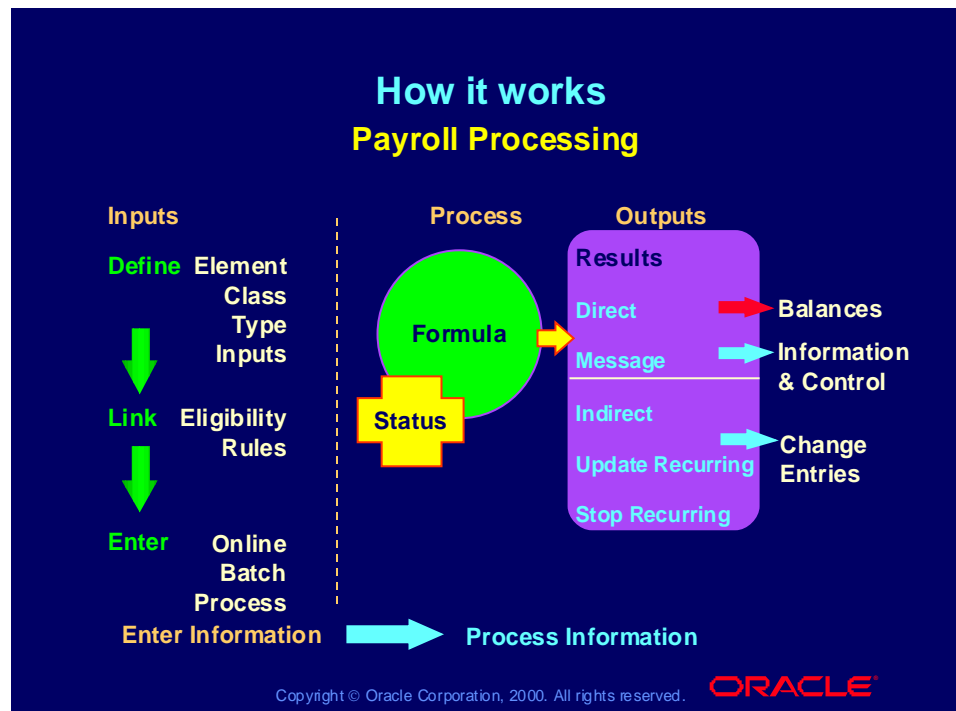 How it works
Payroll Processing
Inputs
Process
Outputs
Define Element
Class
Type
Inputs
Link Eligibility
Rules
Enter Online
Batch
Process
Formula
Status
Results
Direct
Message
Indirect
Update Recurring
Stop Recurring
Balances
Information
& Control
Change
Entries
Enter Information
Process Information
Copyright © Oracle Corporation, 2000. All rights reserved.
ORACLE